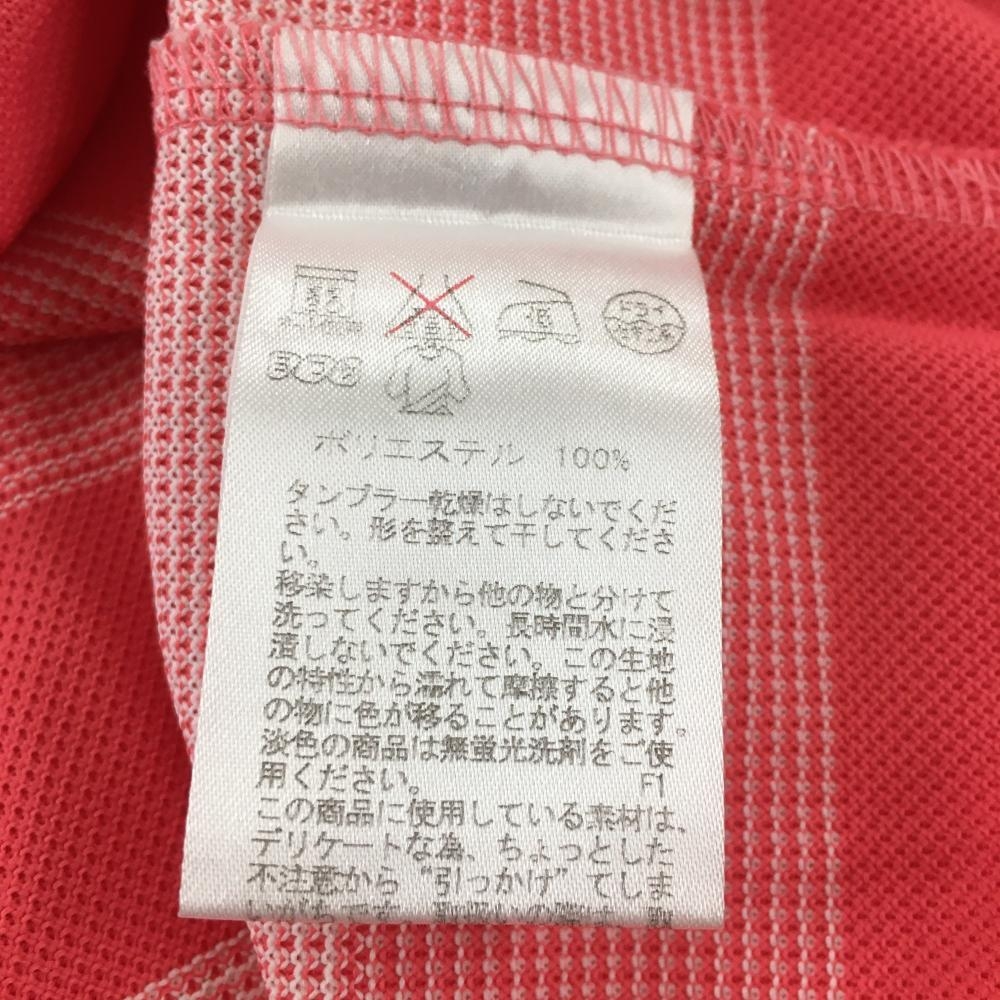 ポリエステル 100%
タンブラー乾燥はしないでくだ
さい。形を整えて干してくださ
い。
移染しますから他の物と分けて
洗ってください。長時間水に浸
漬しないでください。この生地
の特性から濡れて摩擦すると他
の物に色が移ることがあります。
淡色の商品は無蛍光洗剤をご使
用ください。 F1
この商品に使用している素材は、
デリケートな為、ちょっとした
不注意から“引っかけ”てしま